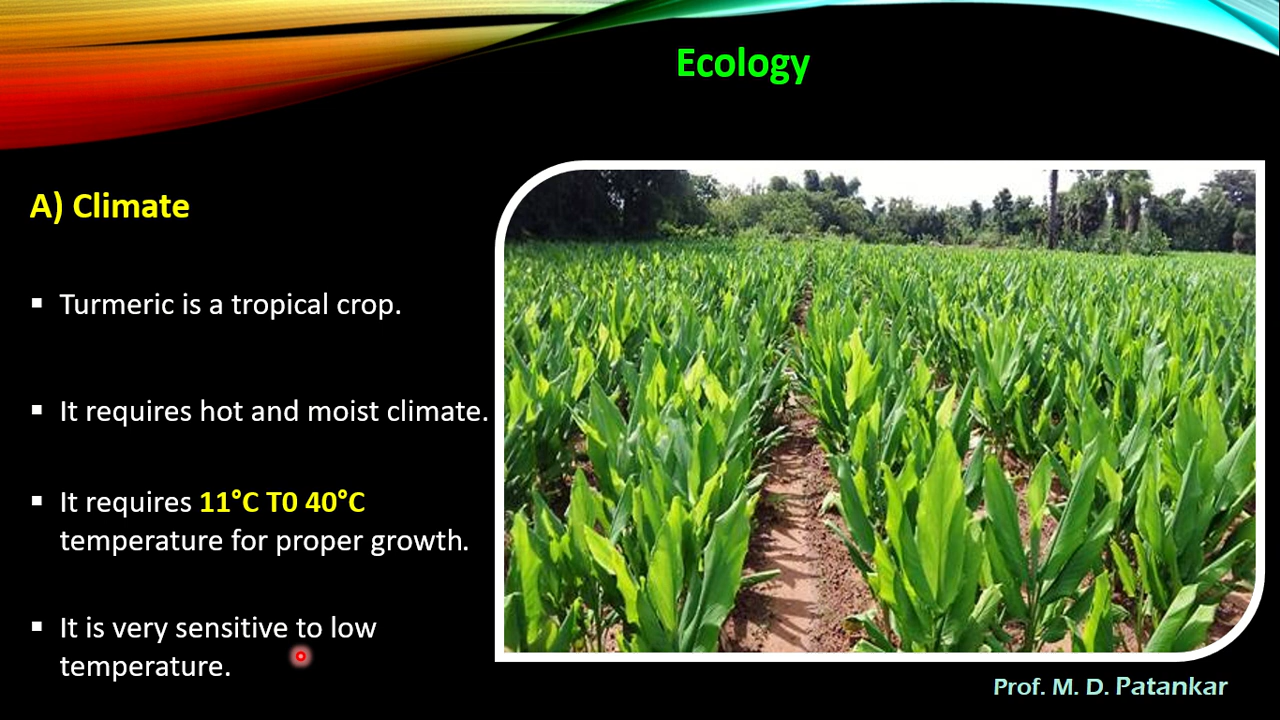 Ecology
A) Climate
▪ Turmeric is a tropical crop.
▪ It requires hot and moist climate.
▪ It requires 11°C T0 40°C
temperature for proper growth.
▪ It is very sensitive to low
temperature.
Prof. M. D. Patankar